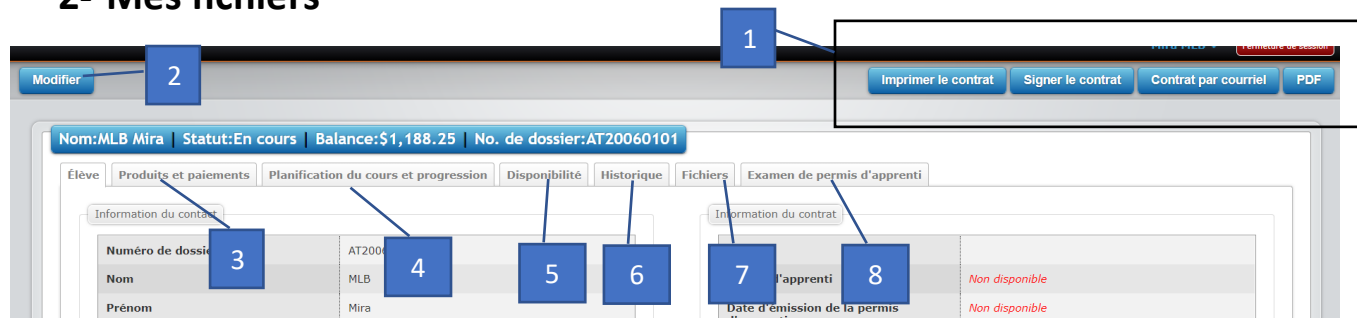 2- Mes fichiers
1
Mira MLB
Fermeture de session
Modifier
2
Imprimer le contrat
Signer le contrat
Contrat par courriel
PDF
Nom:MLB Mira | Statut:En cours | Balance:$1,188.25 | No. de dossier:AT20060101
Élève
Produits et paiements
Planification du cours et progression
Disponibilité
Historique
Fichiers
Examen de permis d'apprenti
Information du contact
Information du contrat
Numéro de dossie
AT200
3
4
5
6
7
8
Nom
MLB
d'apprenti
Non disponible
Prénom
Mira
Date d'émission de la permis
Non disponible